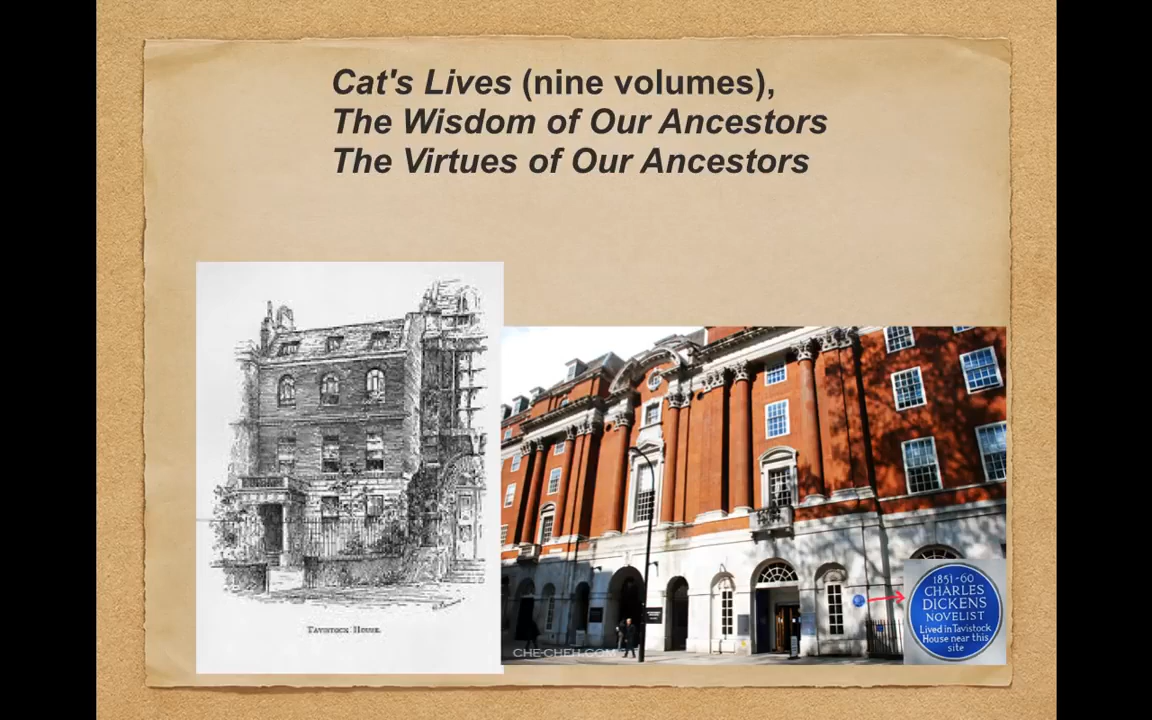 Cat's Lives (nine volumes),
The Wisdom of Our Ancestors
The Virtues of Our Ancestors
TAVISTOCK HOUSE.
CHE-CHEH.COM
1851-60
CHARLES
DICKENS
NOVELIST
Lived in Tavistock
House near this
site